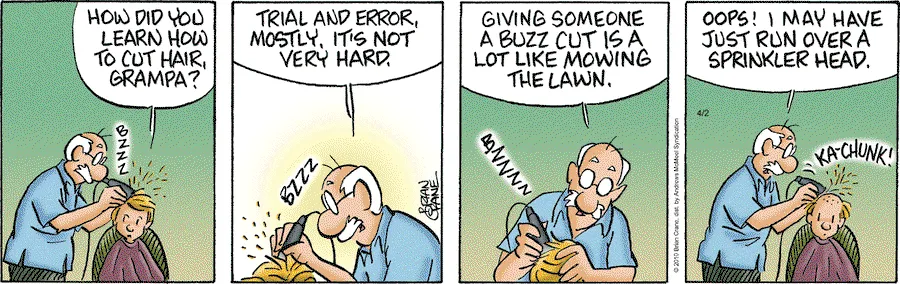 HOW DID YOU
LEARN HOW
TO CUT HAIR,
GRAMPA?
BZZZ
TRIAL AND ERROR,
MOSTLY. IT'S NOT
VERY HARD.
BZZZ
BRIAN
CRANE
GIVING SOMEONE
A BUZZ CUT IS A
LOT LIKE MOWING
THE LAWN.
© 2010 Brian Crane, dist. by Andrews McMeel Syndication
OOPS! I MAY HAVE
JUST RUN OVER A
SPRINKLER HEAD.
4/2
KA-CHUNK!